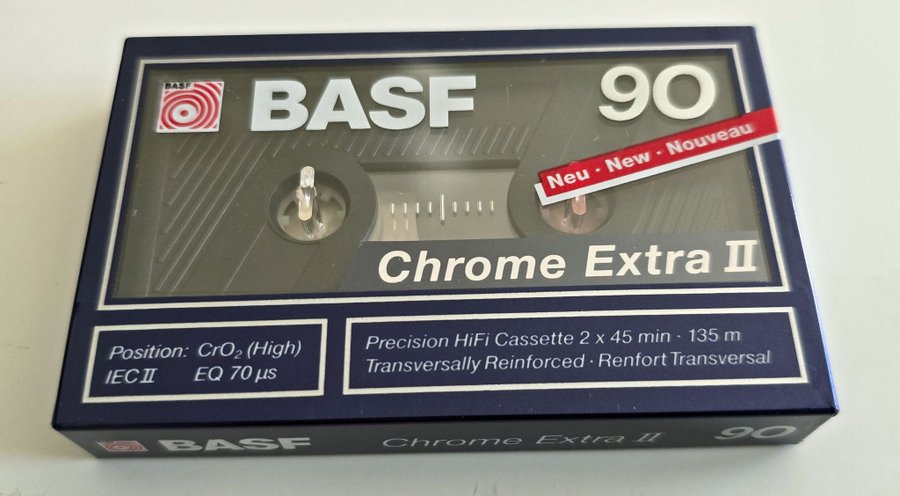 BASF
BASF
90
Neu · New · Nouveau
Chrome Extra II
Position: CrO₂ (High)
IEC II EQ 70 µs
Precision HiFi Cassette 2 x 45 min · 135 m
Transversally Reinforced · Renfort Transversal
BASF Chrome Extra II 90